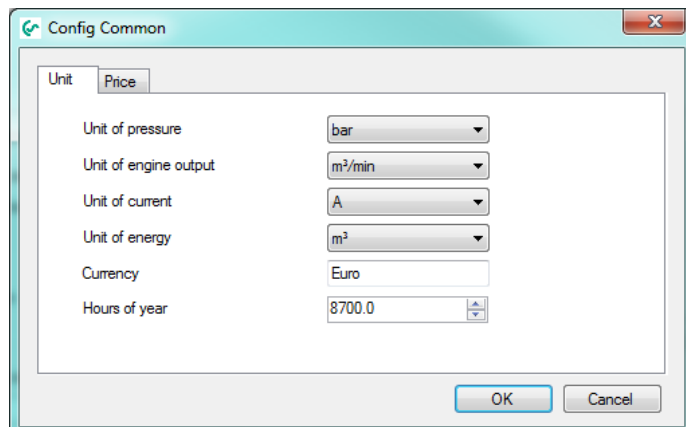 Config Common
Unit Price
Unit of pressure bar
Unit of engine output m³/min
Unit of current A
Unit of energy m³
Currency Euro
Hours of year 8700.0
OK Cancel